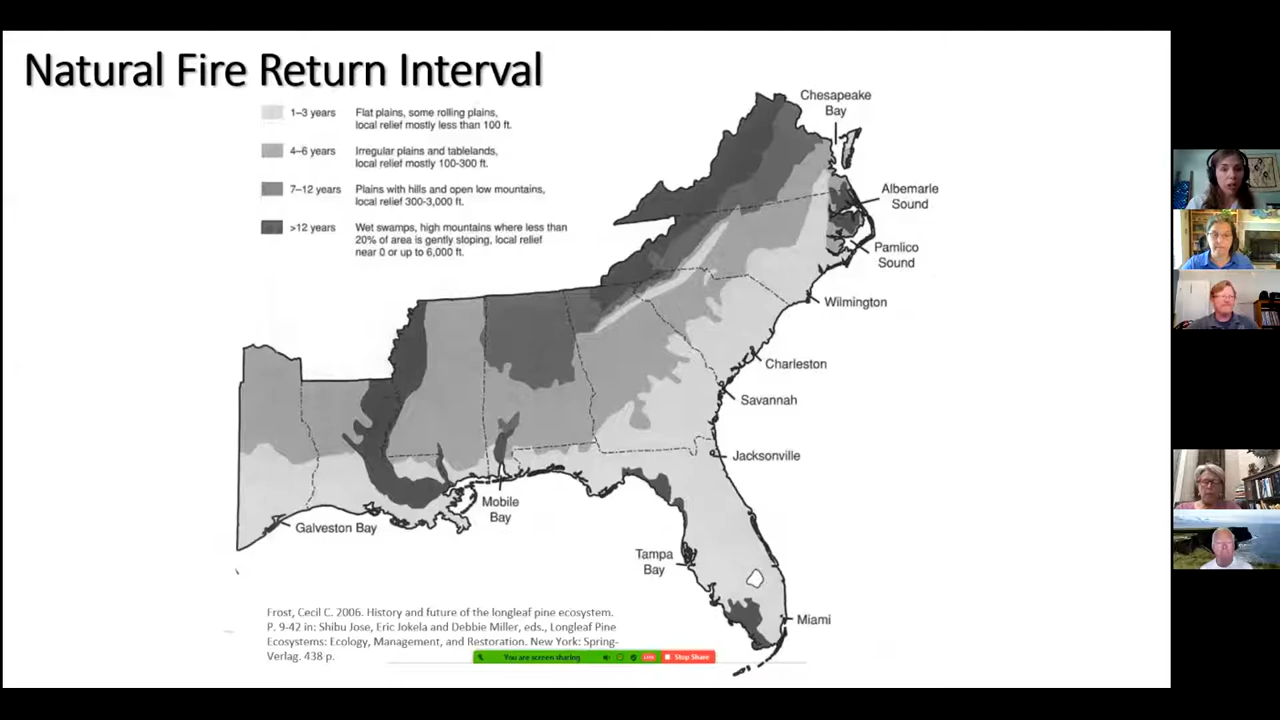 Natural Fire Return Interval
1–3 years
Flat plains, some rolling plains,
local relief mostly less than 100 ft.
4–6 years
Irregular plains and tablelands,
local relief mostly 100-300 ft.
7–12 years
Plains with hills and open low mountains,
local relief 300-3,000 ft.
>12 years
Wet swamps, high mountains where less than
20% of area is gently sloping, local relief
near 0 or up to 6,000 ft.
Chesapeake
Bay
Albemarle
Sound
Pamlico
Sound
Wilmington
Charleston
Savannah
Jacksonville
Mobile
Bay
Galveston Bay
Tampa
Bay
Miami
Frost, Cecil C. 2006. History and future of the longleaf pine ecosystem.
P. 9-42 in: Shibu Jose, Eric Jokela and Debbie Miller, eds., Longleaf Pine
Ecosystems: Ecology, Management, and Restoration. New York: Spring-
Verlag. 438 p.
You are screen sharing
LIVE
Stop Share